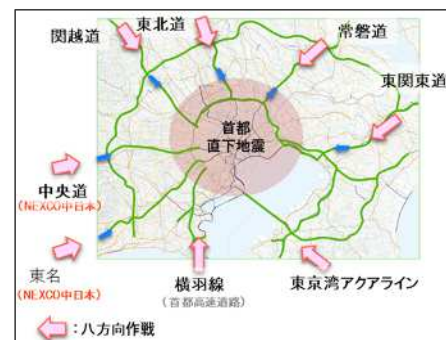 東北道
関越道
常磐道
東関東道
首都
直下地震
中央道
(NEXCO中日本)
東名
(NEXCO中日本)
横羽線
(首都高速道路)
東京湾アクアライン
:八方向作戦